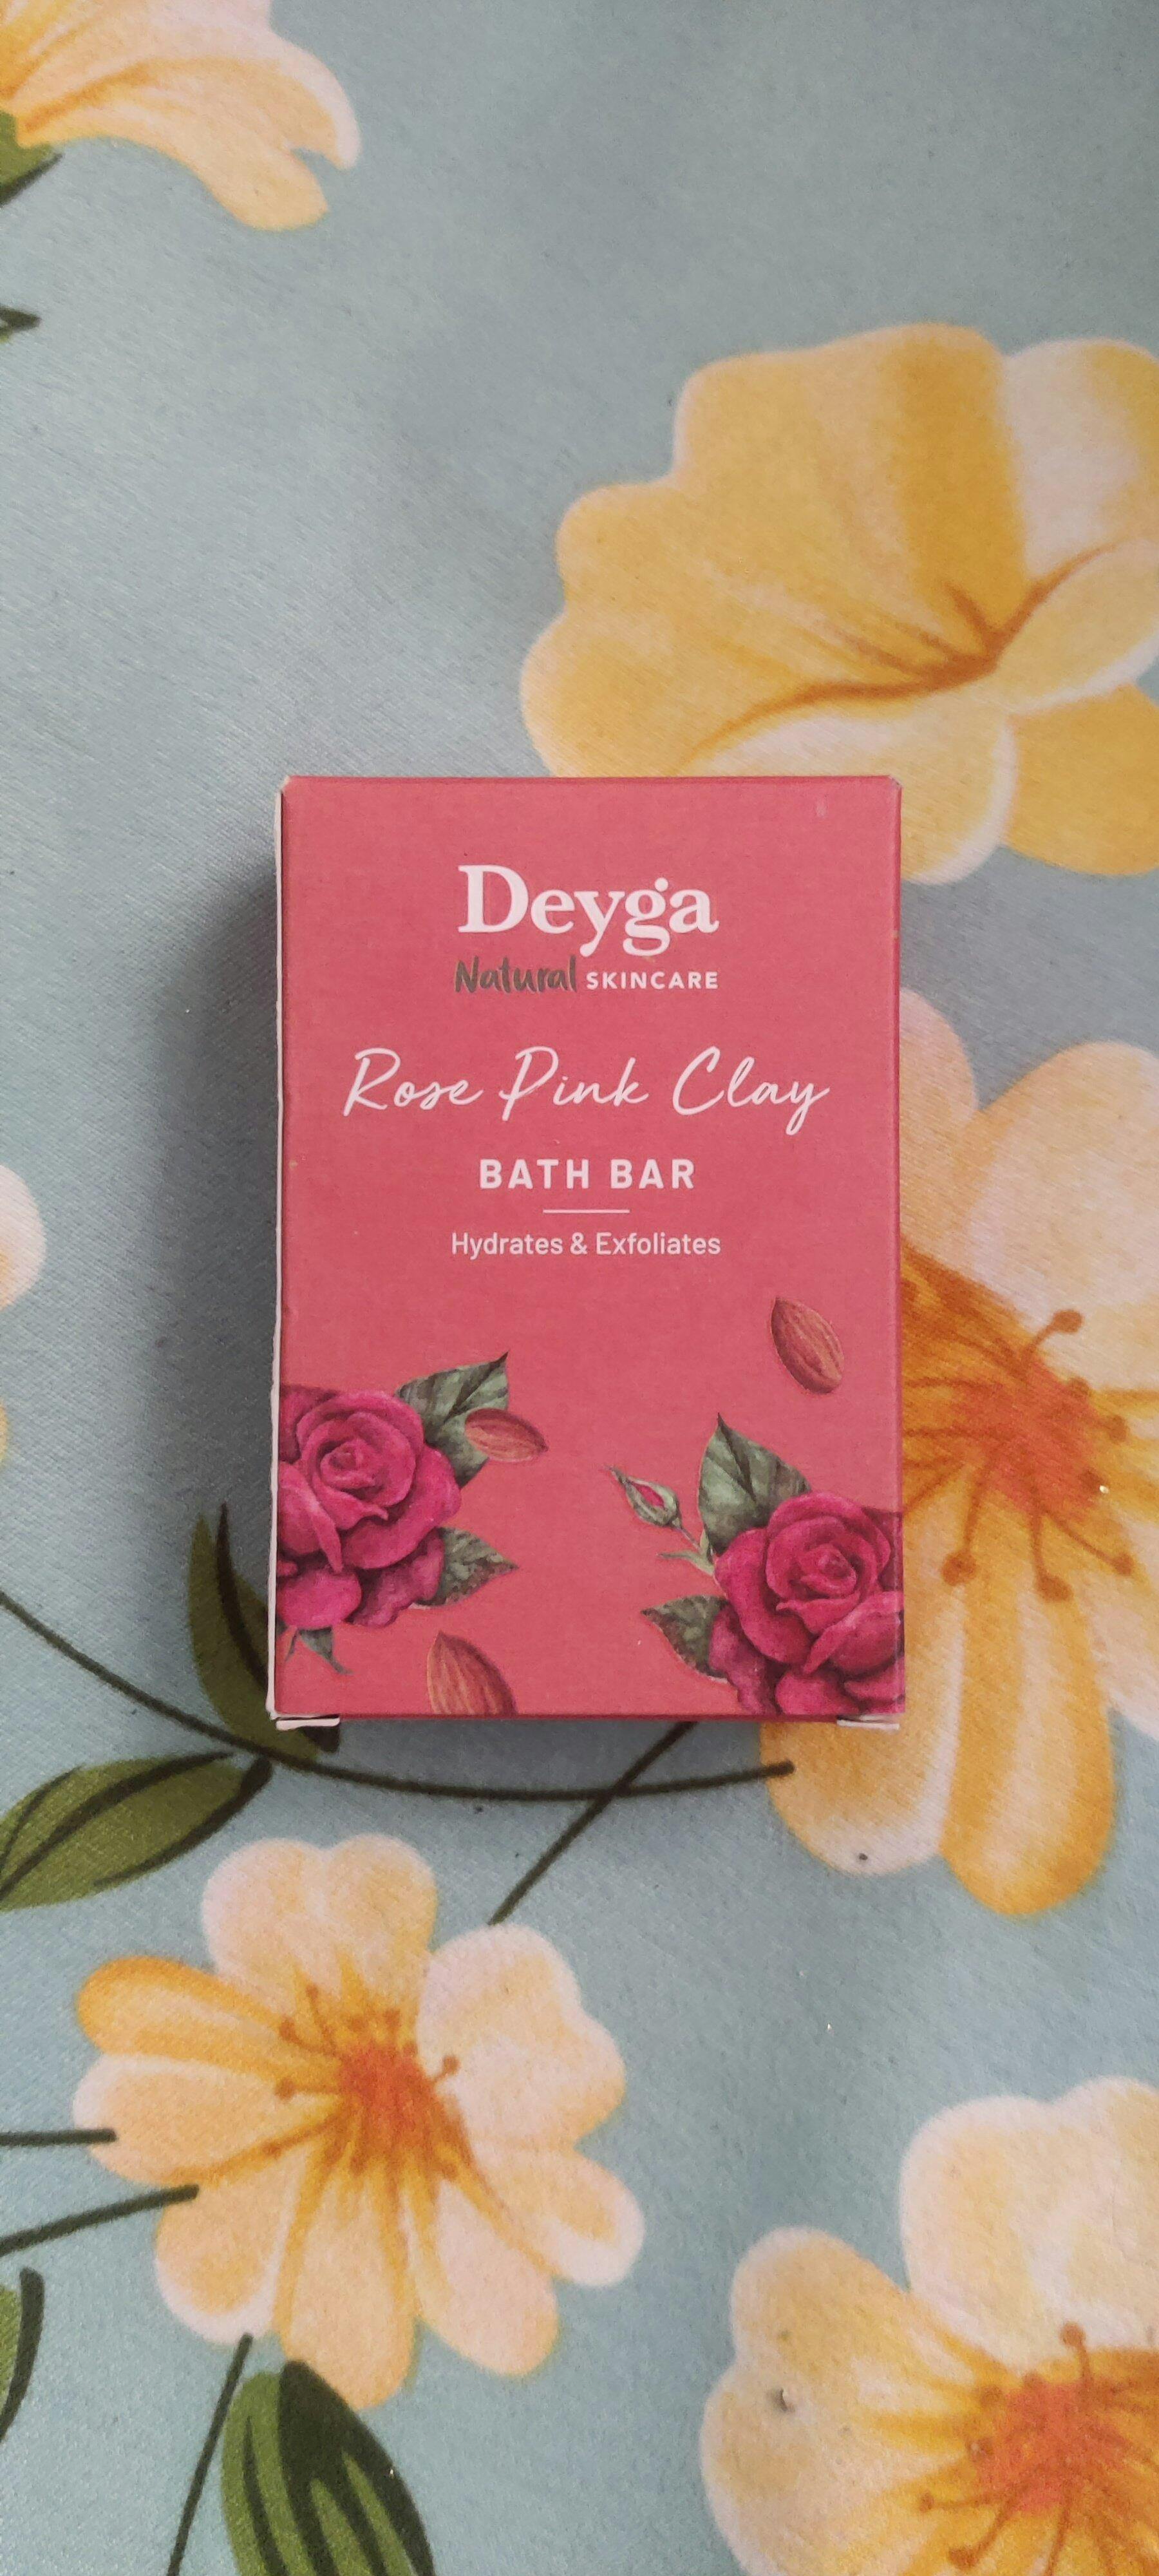 Deyga
Natural SKINCARE
Rose Pink Clay
BATH BAR
Hydrates & Exfoliates